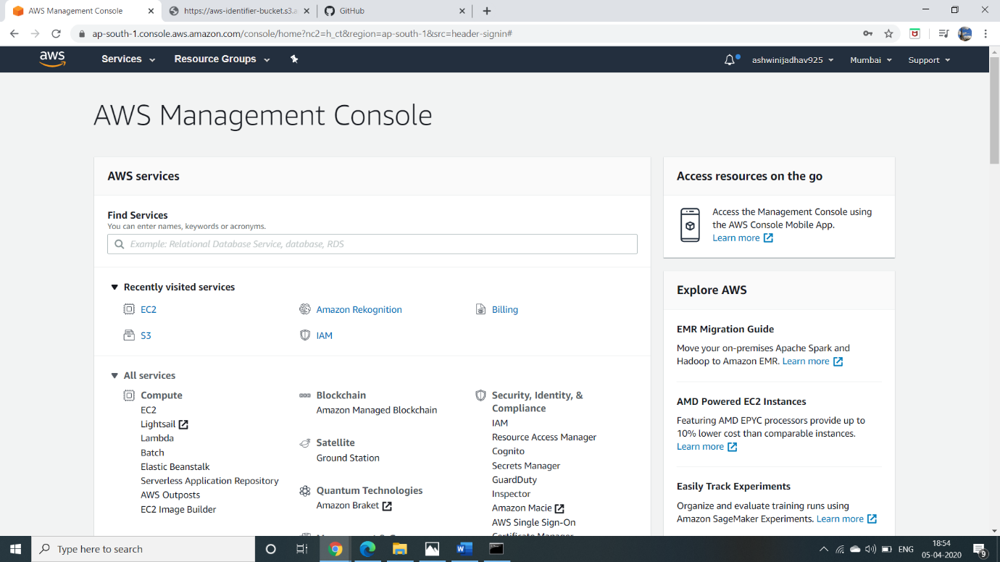 AWS Management Console
https://aws-identifier-bucket.s3.a
GitHub
ap-south-1.console.aws.amazon.com/console/home?nc2=h_ct&region=ap-south-1&src=header-signin#
aws
Services
Resource Groups
ashwinijadhav925
Mumbai
Support
AWS Management Console
AWS services
Find Services
You can enter names, keywords or acronyms.
Example: Relational Database Service, database, RDS
Recently visited services
EC2
Amazon Rekognition
Billing
S3
IAM
All services
Compute
EC2
Lightsail
Lambda
Batch
Elastic Beanstalk
Serverless Application Repository
AWS Outposts
EC2 Image Builder
Blockchain
Amazon Managed Blockchain
Satellite
Ground Station
Quantum Technologies
Amazon Braket
Security, Identity, &
Compliance
IAM
Resource Access Manager
Cognito
Secrets Manager
GuardDuty
Inspector
Amazon Macie
AWS Single Sign-On
Certificate Manager
Access resources on the go
Access the Management Console using
the AWS Console Mobile App.
Learn more
Explore AWS
EMR Migration Guide
Move your on-premises Apache Spark and
Hadoop to Amazon EMR. Learn more
AMD Powered EC2 Instances
Featuring AMD EPYC processors provide up to
10% lower cost than comparable instances.
Learn more
Easily Track Experiments
Organize and evaluate training runs using
Amazon SageMaker Experiments. Learn more
Type here to search
ENG
18:54
05-04-2020
9